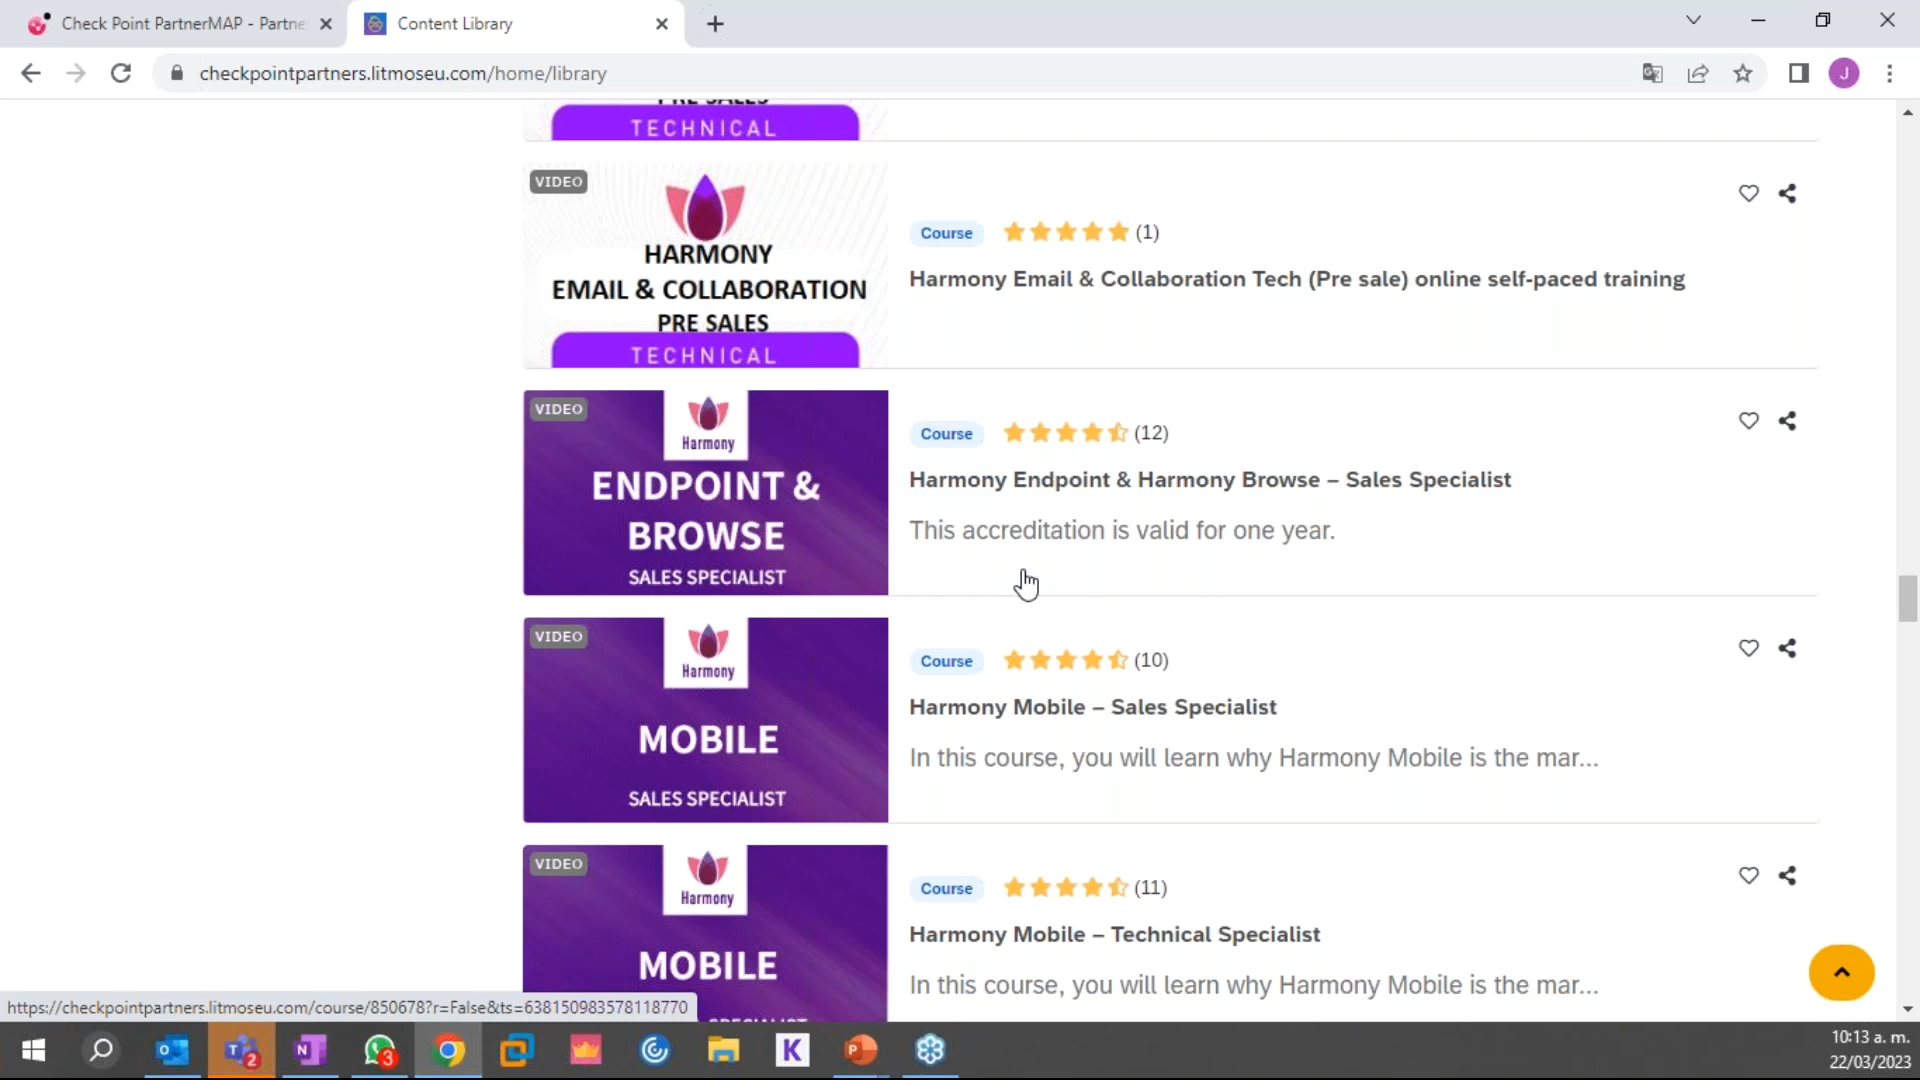 Check Point PartnerMAP - Partne
Content Library
checkpointpartners.litmoseu.com/home/library
J
PRE SALES
TECHNICAL
VIDEO
HARMONY
EMAIL & COLLABORATION
PRE SALES
TECHNICAL
Course (1)
Harmony Email & Collaboration Tech (Pre sale) online self-paced training
VIDEO
Harmony
ENDPOINT &
BROWSE
SALES SPECIALIST
Course (12)
Harmony Endpoint & Harmony Browse – Sales Specialist
This accreditation is valid for one year.
VIDEO
Harmony
MOBILE
SALES SPECIALIST
Course (10)
Harmony Mobile – Sales Specialist
In this course, you will learn why Harmony Mobile is the mar...
VIDEO
Harmony
MOBILE
Course (11)
Harmony Mobile – Technical Specialist
In this course, you will learn why Harmony Mobile is the mar...
https://checkpointpartners.litmoseu.com/course/850678?r=False&ts=638150983578118770
2
3
K
10:13 a. m.
22/03/2023